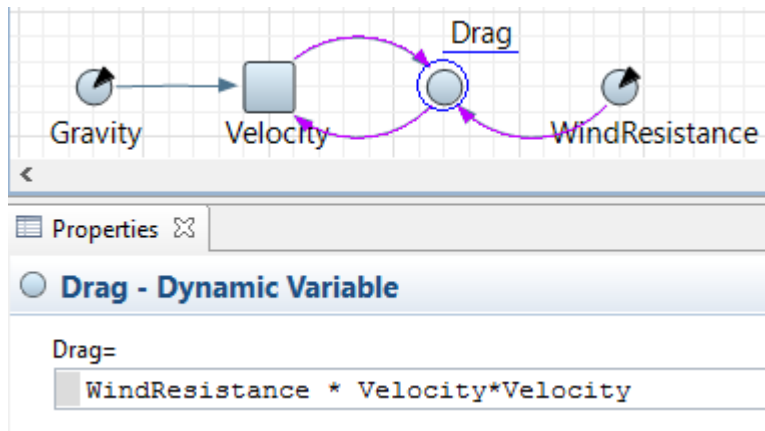 Drag
Gravity Velocity WindResistance
Properties
Drag - Dynamic Variable
Drag=
WindResistance * Velocity*Velocity